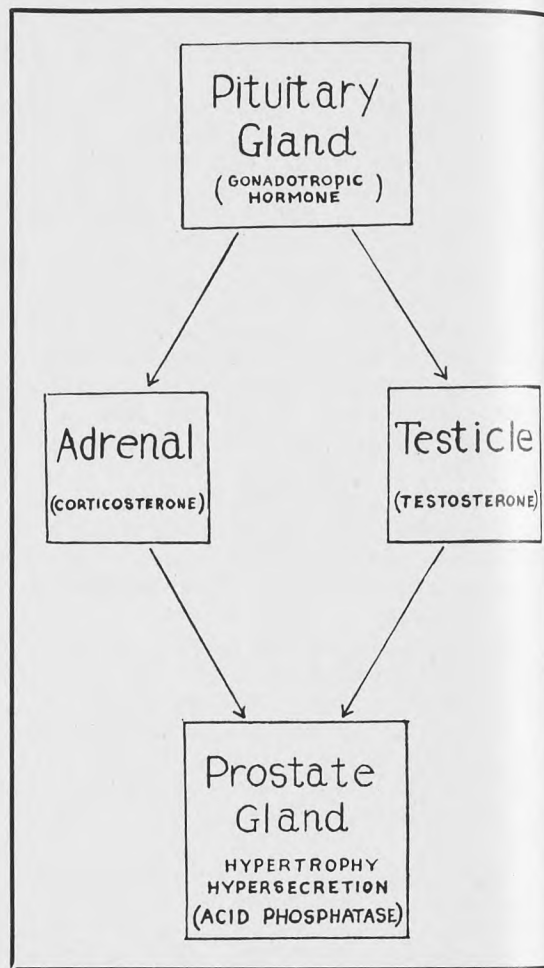 Pituitary
Gland
(GONADOTROPIC
HORMONE)
Adrenal
(CORTICOSTERONE)
Testicle
(TESTOSTERONE)
Prostate
Gland
HYPERTROPHY
HYPERSECRETION
(ACID PHOSPHATASE)